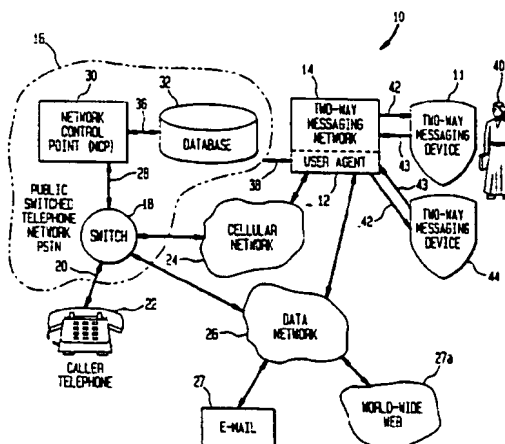 10
16
14
11
40
30
32
42
NETWORK
CONTROL
POINT (NCP)
36
DATABASE
TWO-WAY
MESSAGING
NETWORK
USER AGENT
TWO-WAY
MESSAGING
DEVICE
43
28
38
12
43
42
PUBLIC
SWITCHED
TELEPHONE
NETWORK
PSTN
18
SWITCH
20
22
CELLULAR
NETWORK
24
TWO-WAY
MESSAGING
DEVICE
44
CALLER
TELEPHONE
26
DATA
NETWORK
27
E-MAIL
27a
WORLD-WIDE
WEB